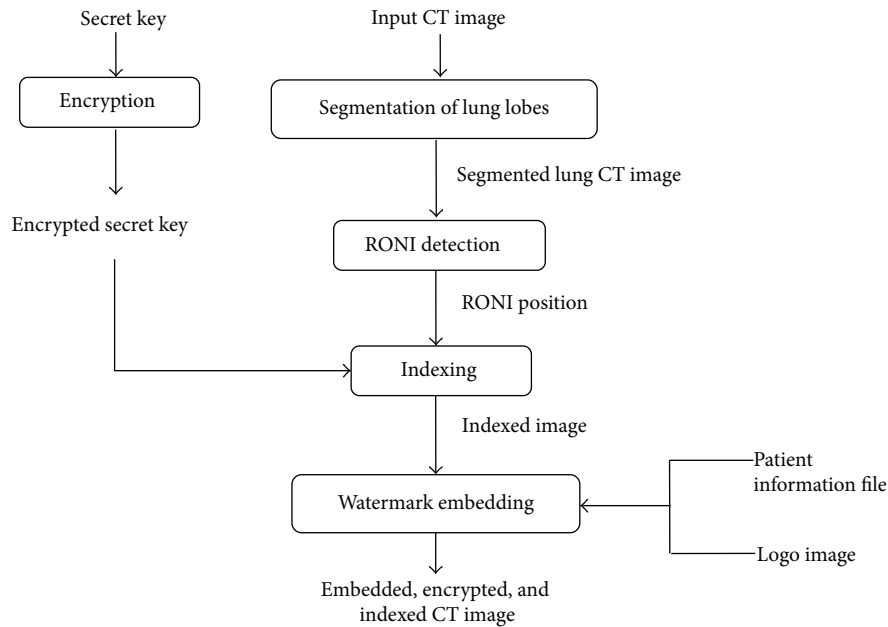 Secret key
Input CT image
Encryption
Segmentation of lung lobes
Segmented lung CT image
Encrypted secret key
RONI detection
RONI position
Indexing
Indexed image
Patient
information file
Watermark embedding
Logo image
Embedded, encrypted, and
indexed CT image